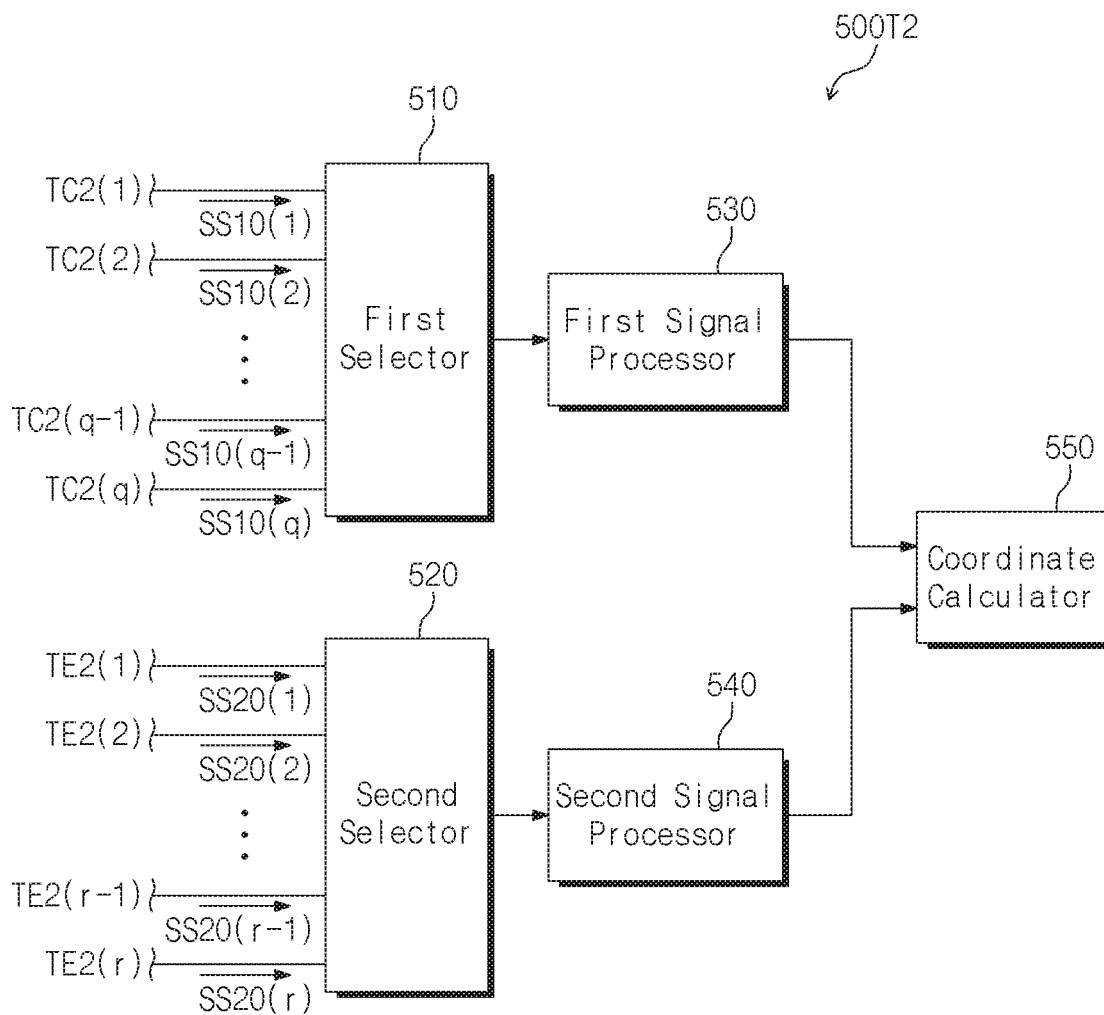 500T2
510
TC2(1)
SS10(1)
TC2(2)
SS10(2)
TC2(q-1)
SS10(q-1)
TC2(q)
SS10(q)
First
Selector
530
First Signal
Processor
550
Coordinate
Calculator
520
TE2(1)
SS20(1)
TE2(2)
SS20(2)
TE2(r-1)
SS20(r-1)
TE2(r)
SS20(r)
Second
Selector
540
Second Signal
Processor